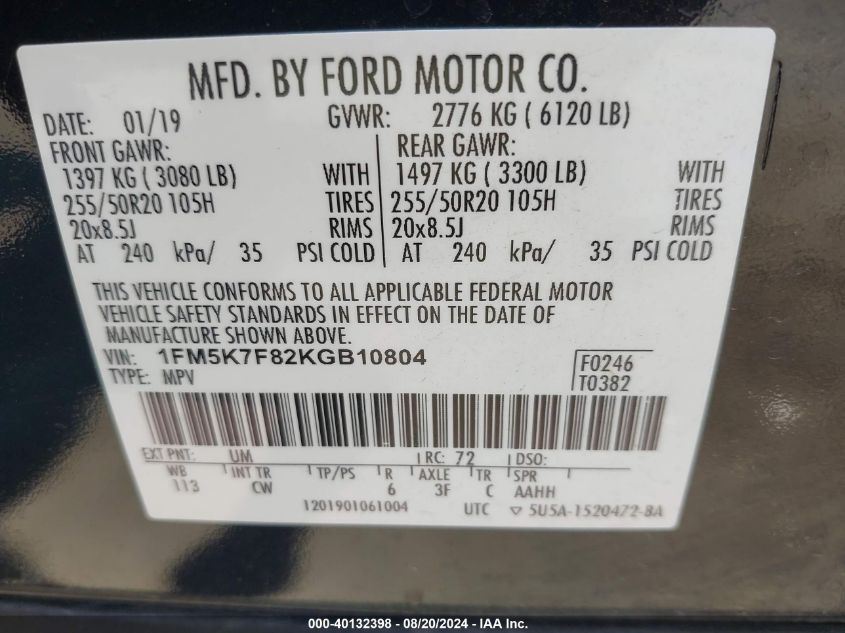 MFD. BY FORD MOTOR CO.
DATE: 01/19 GVWR: 2776 KG ( 6120 LB)
FRONT GAWR: REAR GAWR:
1397 KG ( 3080 LB) WITH 1497 KG ( 3300 LB) WITH
255/50R20 105H TIRES 255/50R20 105H TIRES
20x8.5J RIMS 20x8.5J RIMS
AT 240 kPa/ 35 PSI COLD AT 240 kPa/ 35 PSI COLD
THIS VEHICLE CONFORMS TO ALL APPLICABLE FEDERAL MOTOR
VEHICLE SAFETY STANDARDS IN EFFECT ON THE DATE OF
MANUFACTURE SHOWN ABOVE.
VIN: 1FM5K7F82KGB10804 F0246
TYPE: MPV T0382
EXT PNT: UM RC: 72 DSO:
WB INT TR TP/PS R AXLE TR SPR
113 CW 6 3F C AAHH
1201901061004 UTC ▽ 5U5A-1520472-BA
000-40132398 - 08/20/2024 - IAA Inc.